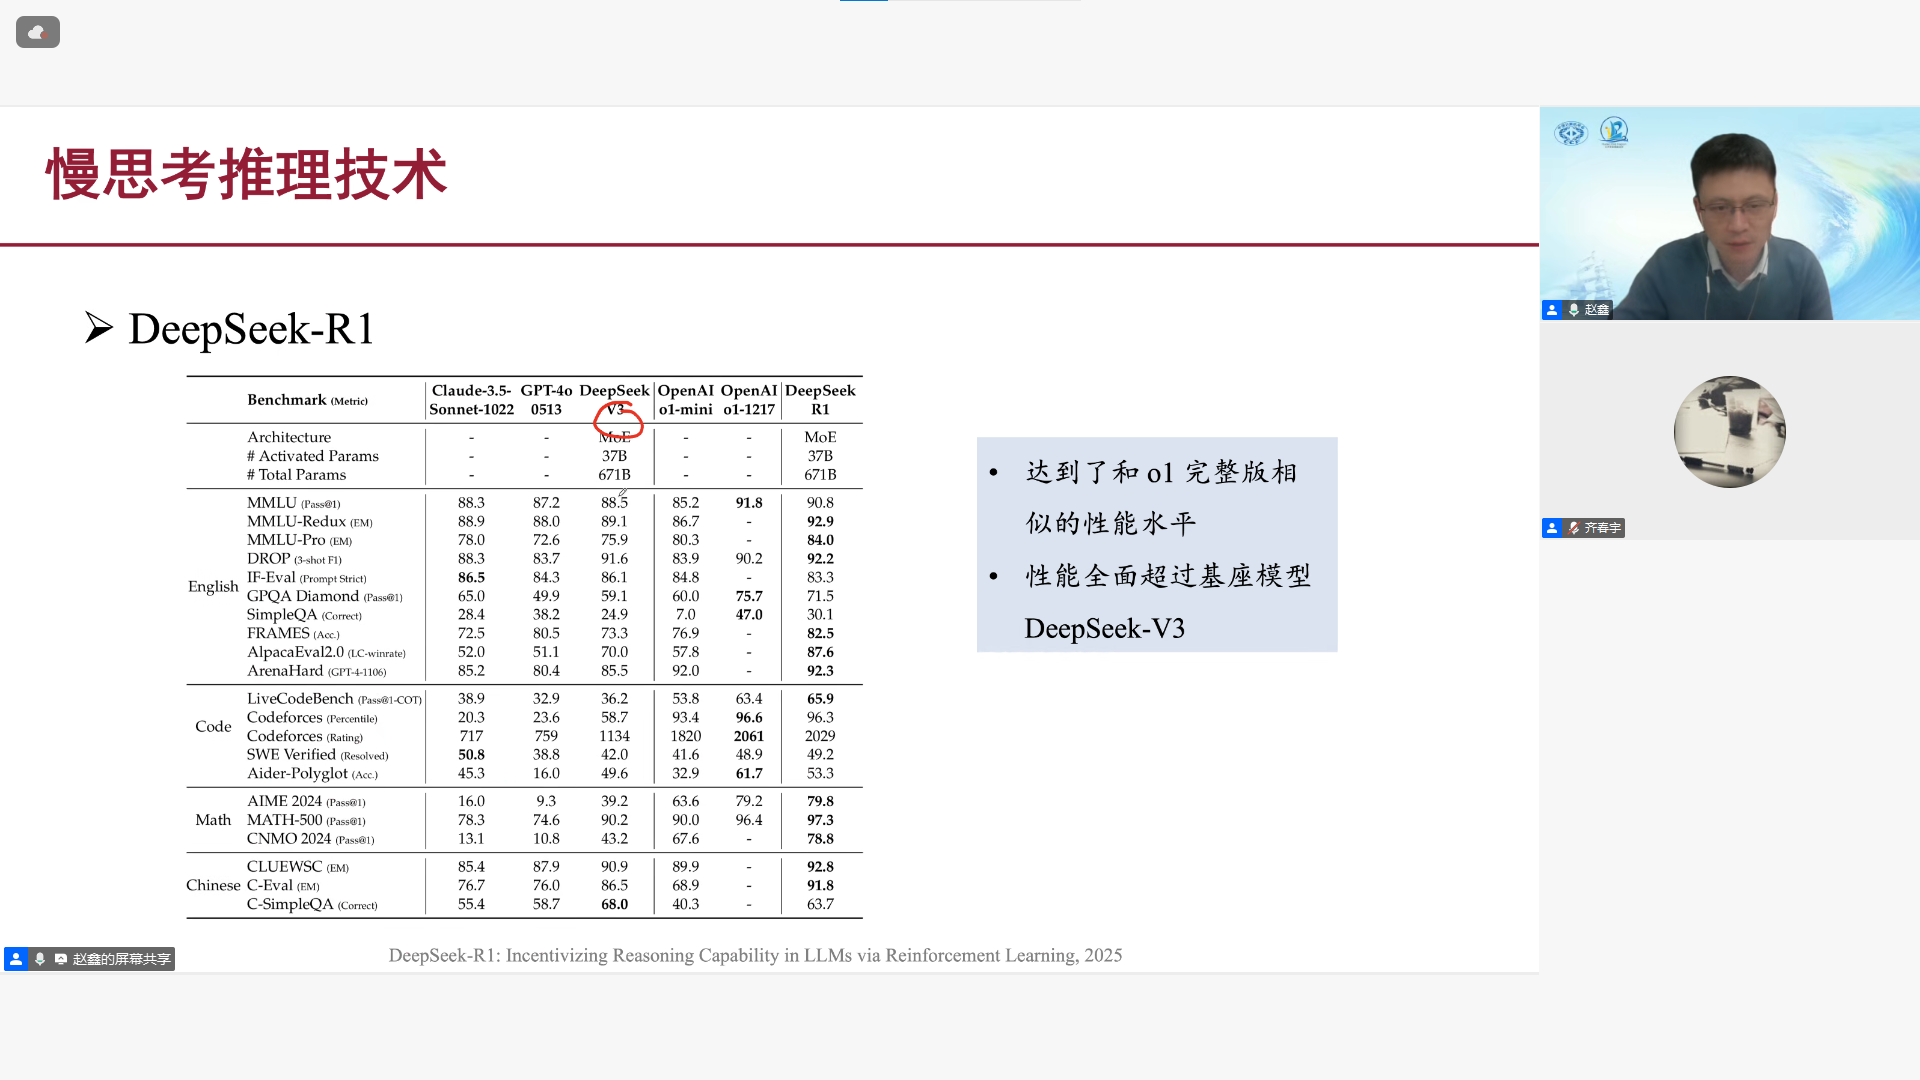 慢思考推理技术
➢ DeepSeek-R1
Benchmark (Metric) Claude-3.5-Sonnet-1022 GPT-4o 0513 DeepSeek V3 OpenAI o1-mini OpenAI o1-1217 DeepSeek R1
Architecture - - MoE - - MoE
# Activated Params - - 37B - - 37B
# Total Params - - 671B - - 671B
English
MMLU (Pass@1) 88.3 87.2 88.5 85.2 91.8 90.8
MMLU-Redux (EM) 88.9 88.0 89.1 86.7 - 92.9
MMLU-Pro (EM) 78.0 72.6 75.9 80.3 - 84.0
DROP (3-shot F1) 88.3 83.7 91.6 83.9 90.2 92.2
IF-Eval (Prompt Strict) 86.5 84.3 86.1 84.8 - 83.3
GPQA Diamond (Pass@1) 65.0 49.9 59.1 60.0 75.7 71.5
SimpleQA (Correct) 28.4 38.2 24.9 7.0 47.0 30.1
FRAMES (Acc.) 72.5 80.5 73.3 76.9 - 82.5
AlpacaEval2.0 (LC-winrate) 52.0 51.1 70.0 57.8 - 87.6
ArenaHard (GPT-4-1106) 85.2 80.4 85.5 92.0 - 92.3
Code
LiveCodeBench (Pass@1-COT) 38.9 32.9 36.2 53.8 63.4 65.9
Codeforces (Percentile) 20.3 23.6 58.7 93.4 96.6 96.3
Codeforces (Rating) 717 759 1134 1820 2061 2029
SWE Verified (Resolved) 50.8 38.8 42.0 41.6 48.9 49.2
Aider-Polyglot (Acc.) 45.3 16.0 49.6 32.9 61.7 53.3
Math
AIME 2024 (Pass@1) 16.0 9.3 39.2 63.6 79.2 79.8
MATH-500 (Pass@1) 78.3 74.6 90.2 90.0 96.4 97.3
CNMO 2024 (Pass@1) 13.1 10.8 43.2 67.6 - 78.8
Chinese
CLUEWSC (EM) 85.4 87.9 90.9 89.9 - 92.8
C-Eval (EM) 76.7 76.0 86.5 68.9 - 91.8
C-SimpleQA (Correct) 55.4 58.7 68.0 40.3 - 63.7
• 达到了和 o1 完整版相
似的性能水平
• 性能全面超过基座模型
DeepSeek-V3
DeepSeek-R1: Incentivizing Reasoning Capability in LLMs via Reinforcement Learning, 2025
赵鑫的屏幕共享
赵鑫
齐春宇